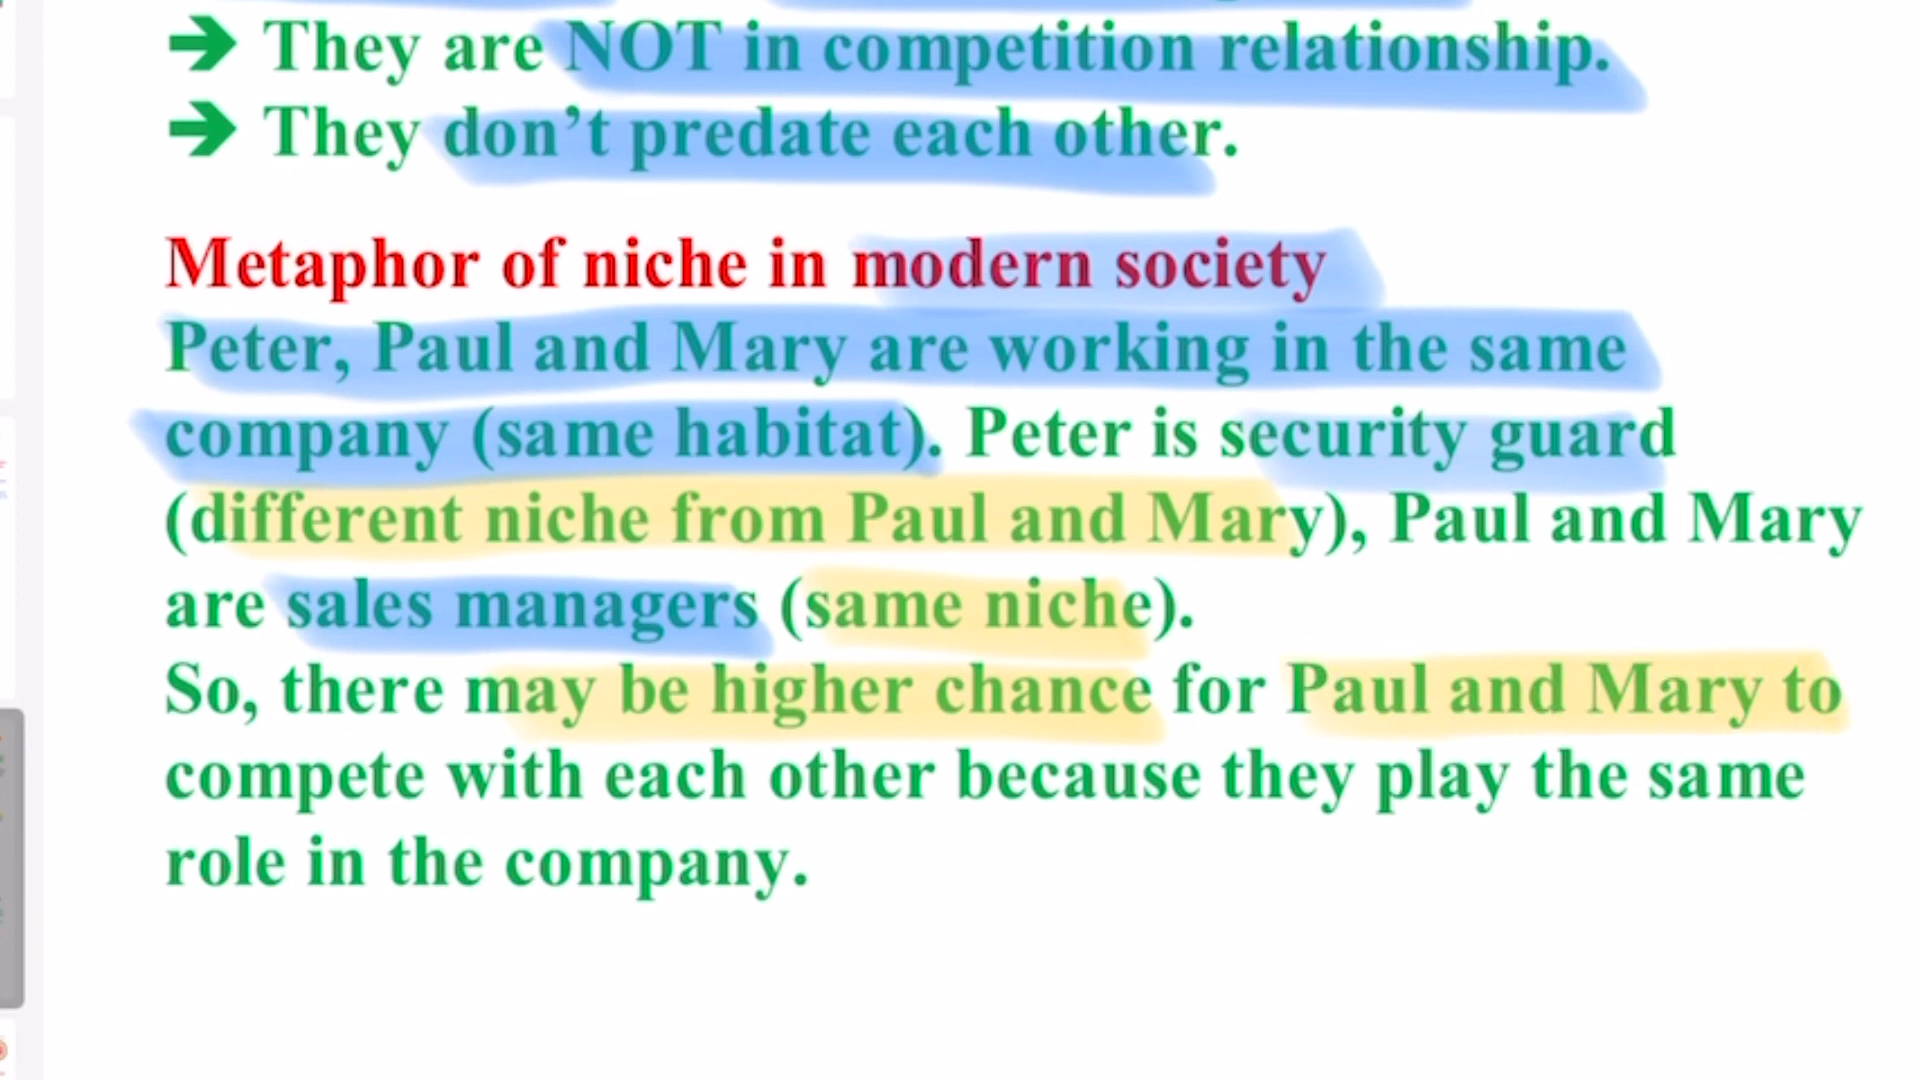 ➔ They are NOT in competition relationship.
➔ They don’t predate each other.
Metaphor of niche in modern society
Peter, Paul and Mary are working in the same
company (same habitat). Peter is security guard
(different niche from Paul and Mary), Paul and Mary
are sales managers (same niche).
So, there may be higher chance for Paul and Mary to
compete with each other because they play the same
role in the company.